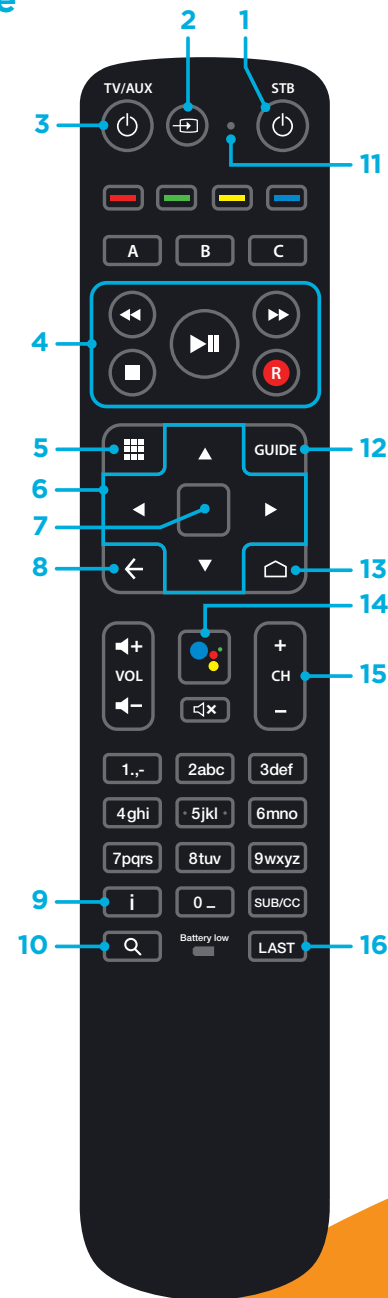 e
2 1
TV/AUX STB
3
11
A B C
4
R
5 GUIDE 12
6
7
8 13
14
+ +
VOL CH 15
- −
1.,- 2abc 3def
4ghi 5jkl 6mno
7pqrs 8tuv 9wxyz
9 i 0 _ SUB/CC
10 Battery low LAST 16